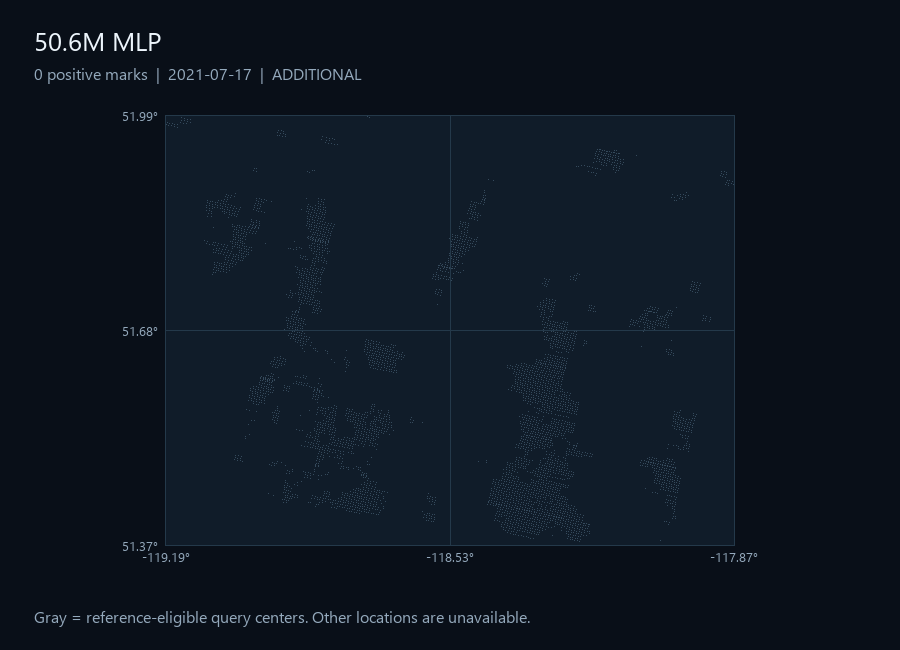 50.6M MLP
0 positive marks | 2021-07-17 | ADDITIONAL
51.99°
51.68°
51.37°
-119.19°
-118.53°
-117.87°
Gray = reference-eligible query centers. Other locations are unavailable.